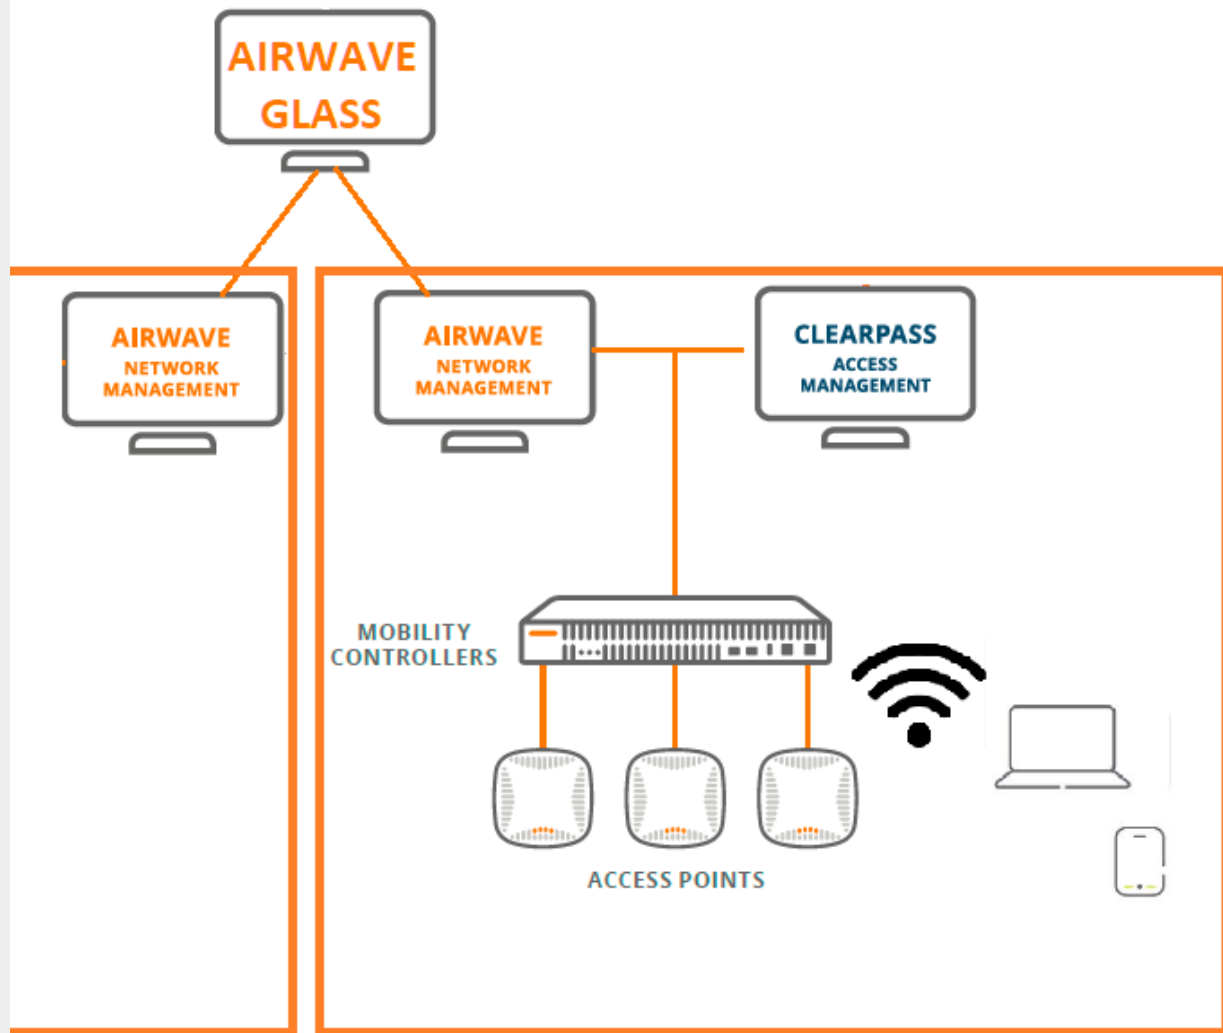 AIRWAVE
GLASS
AIRWAVE
NETWORK
MANAGEMENT
AIRWAVE
NETWORK
MANAGEMENT
CLEARPASS
ACCESS
MANAGEMENT
MOBILITY
CONTROLLERS
ACCESS POINTS